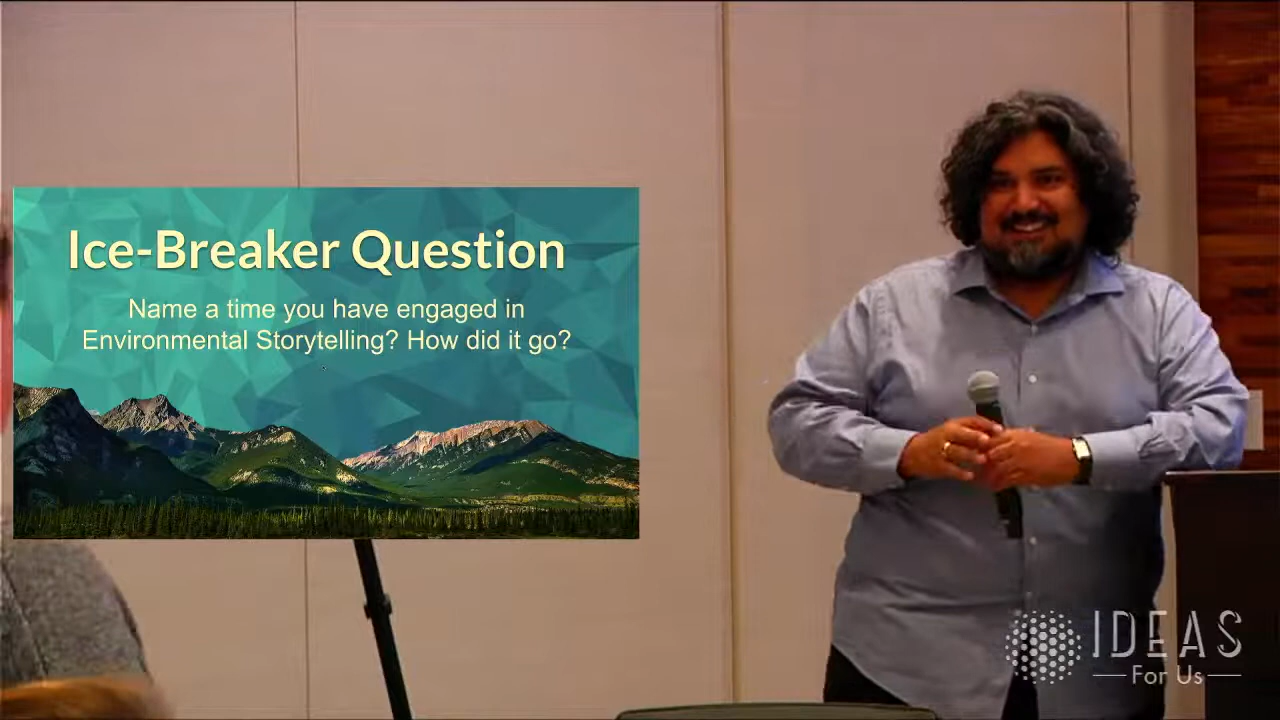 Ice-Breaker Question
Name a time you have engaged in
Environmental Storytelling? How did it go?
IDEAS
For Us